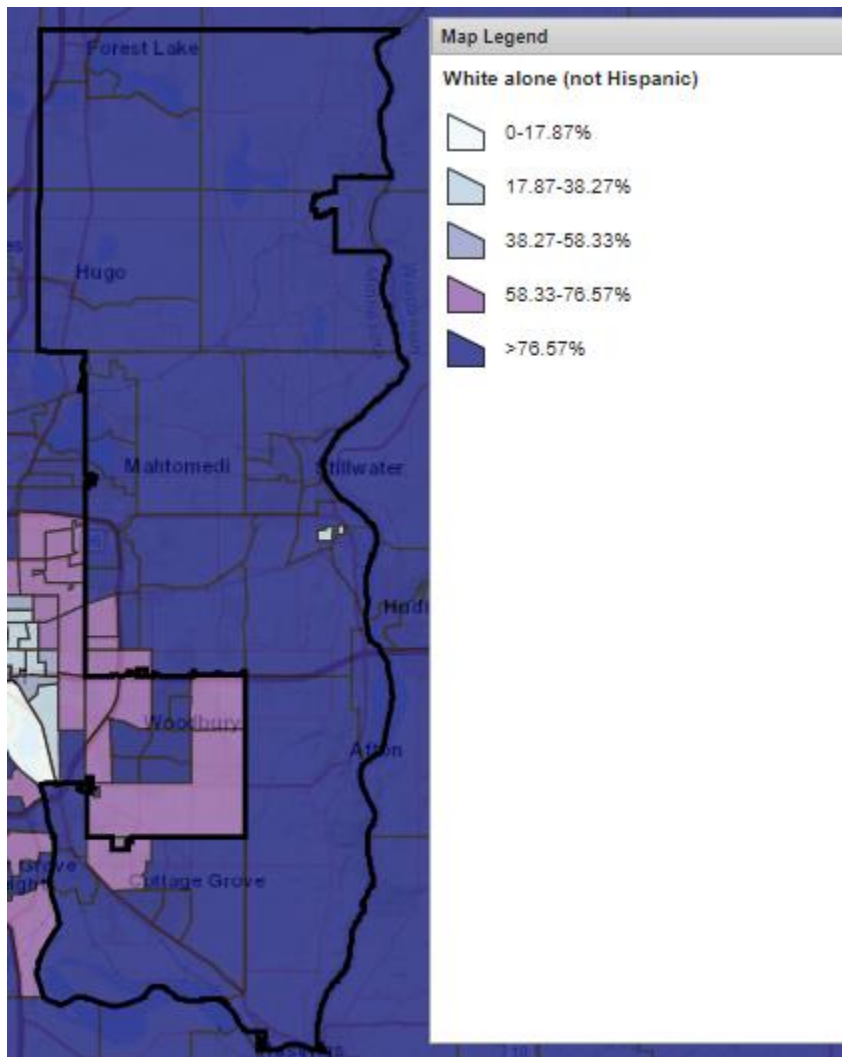 Forest Lake
Hugo
Mahtomedi
Stillwater
Woodbury
Afton
Grove
Cottage Grove
Map Legend
White alone (not Hispanic)
0-17.87%
17.87-38.27%
38.27-58.33%
58.33-76.57%
>76.57%